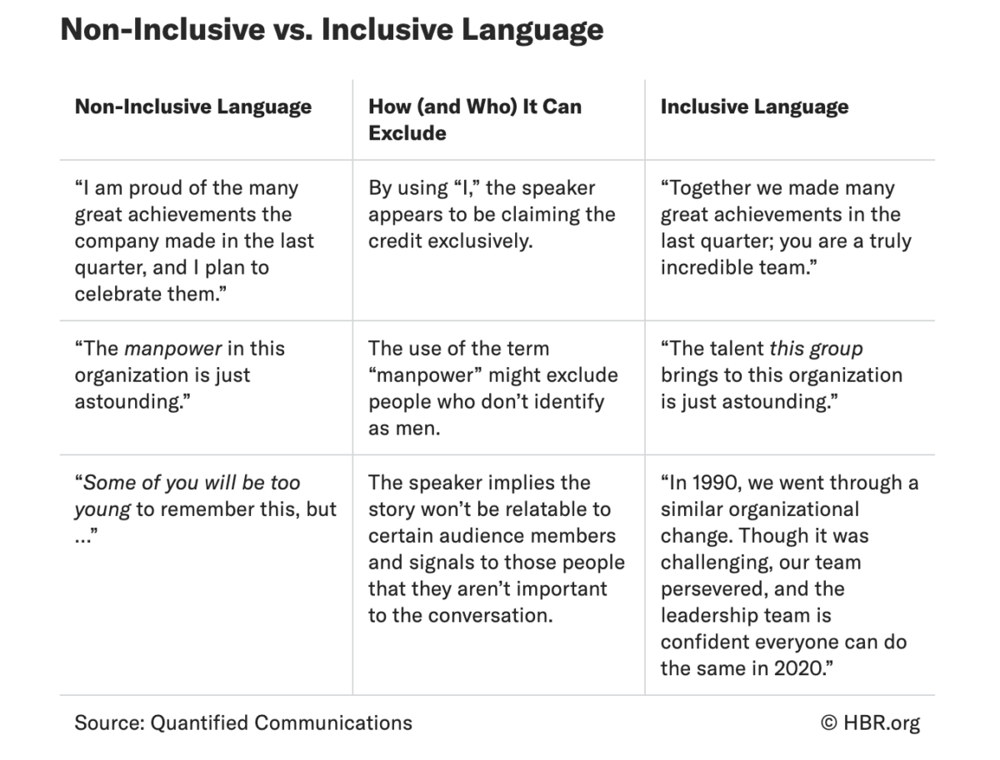 Non-Inclusive vs. Inclusive Language
Non-Inclusive Language
How (and Who) It Can
Exclude
Inclusive Language
“I am proud of the many
great achievements the
company made in the last
quarter, and I plan to
celebrate them.”
By using “I,” the speaker
appears to be claiming the
credit exclusively.
“Together we made many
great achievements in the
last quarter; you are a truly
incredible team.”
“The manpower in this
organization is just
astounding.”
The use of the term
“manpower” might exclude
people who don’t identify
as men.
“The talent this group
brings to this organization
is just astounding.”
“Some of you will be too
young to remember this, but
...”
The speaker implies the
story won’t be relatable to
certain audience members
and signals to those people
that they aren’t important
to the conversation.
“In 1990, we went through a
similar organizational
change. Though it was
challenging, our team
persevered, and the
leadership team is
confident everyone can do
the same in 2020.”
Source: Quantified Communications
© HBR.org